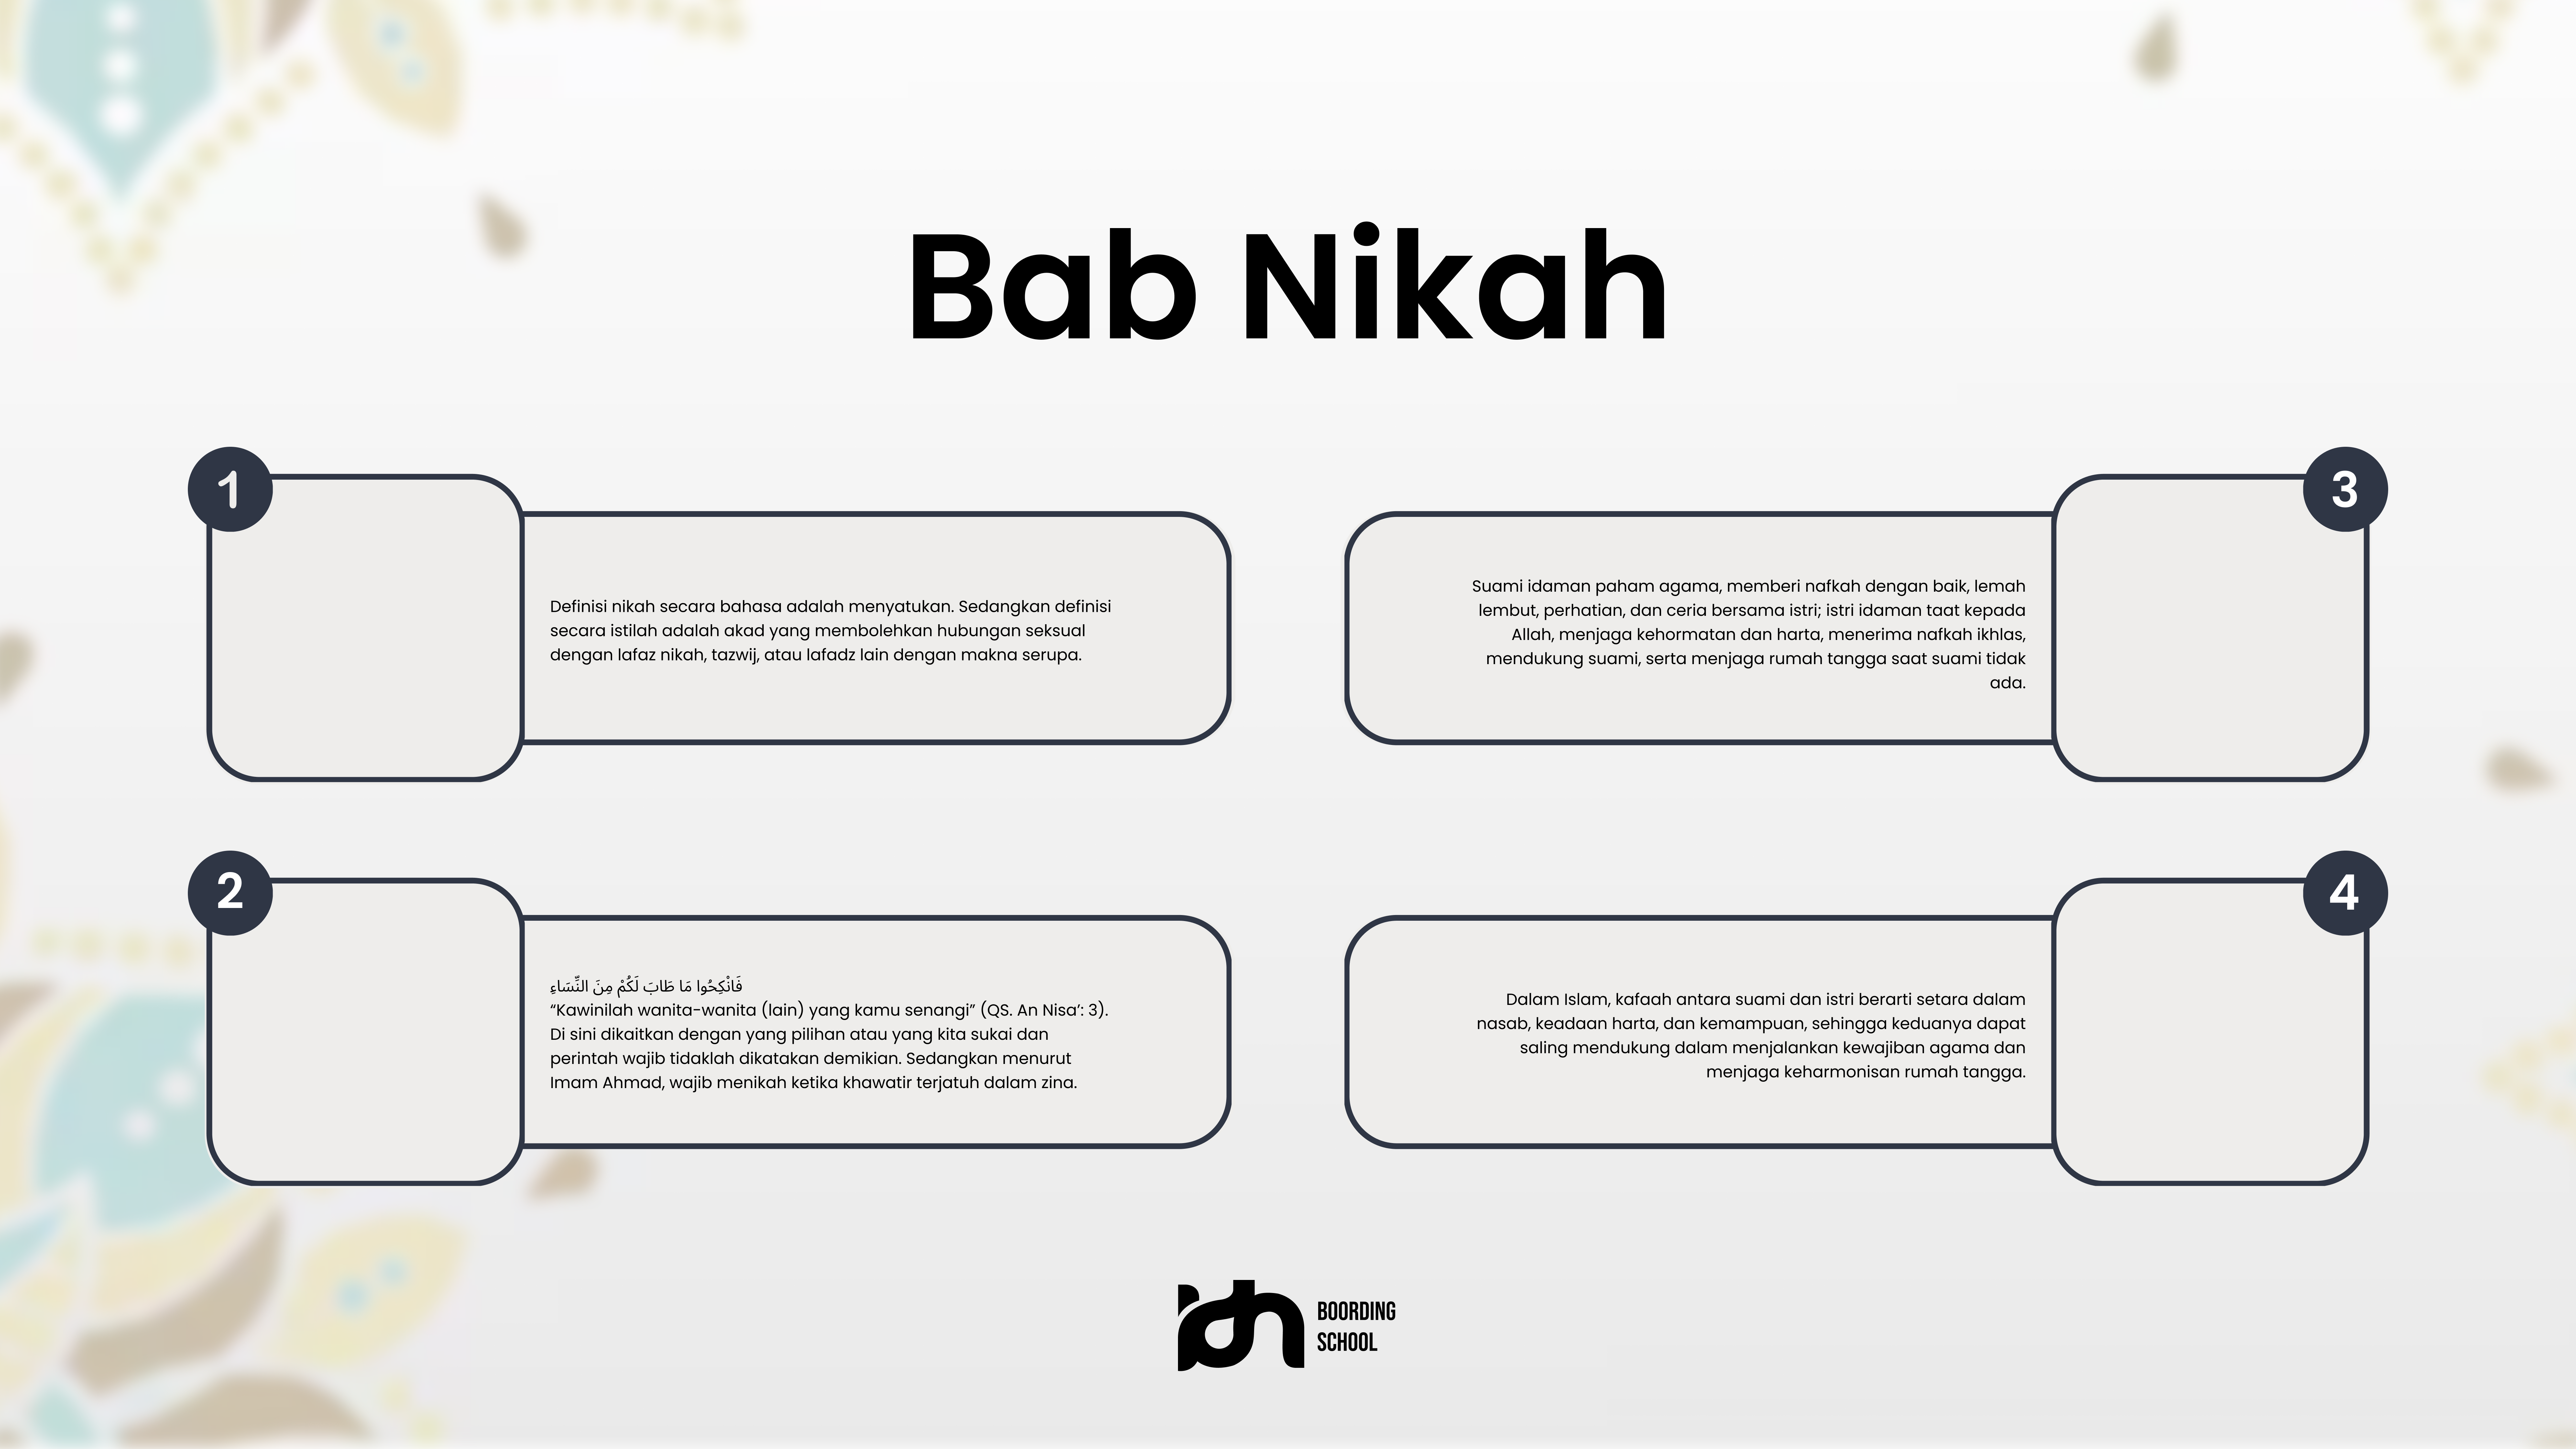 Bab Nikah
1
Definisi nikah secara bahasa adalah menyatukan. Sedangkan definisi
secara istilah adalah akad yang membolehkan hubungan seksual
dengan lafaz nikah, tazwij, atau lafadz lain dengan makna serupa.
2
فَانْكِحُوا مَا طَابَ لَكُمْ مِنَ النِّسَاءِ
“Kawinilah wanita-wanita (lain) yang kamu senangi” (QS. An Nisa’: 3).
Di sini dikaitkan dengan yang pilihan atau yang kita sukai dan
perintah wajib tidaklah dikatakan demikian. Sedangkan menurut
Imam Ahmad, wajib menikah ketika khawatir terjatuh dalam zina.
3
Suami idaman paham agama, memberi nafkah dengan baik, lemah
lembut, perhatian, dan ceria bersama istri; istri idaman taat kepada
Allah, menjaga kehormatan dan harta, menerima nafkah ikhlas,
mendukung suami, serta menjaga rumah tangga saat suami tidak
ada.
4
Dalam Islam, kafaah antara suami dan istri berarti setara dalam
nasab, keadaan harta, dan kemampuan, sehingga keduanya dapat
saling mendukung dalam menjalankan kewajiban agama dan
menjaga keharmonisan rumah tangga.
BOORDING
SCHOOL